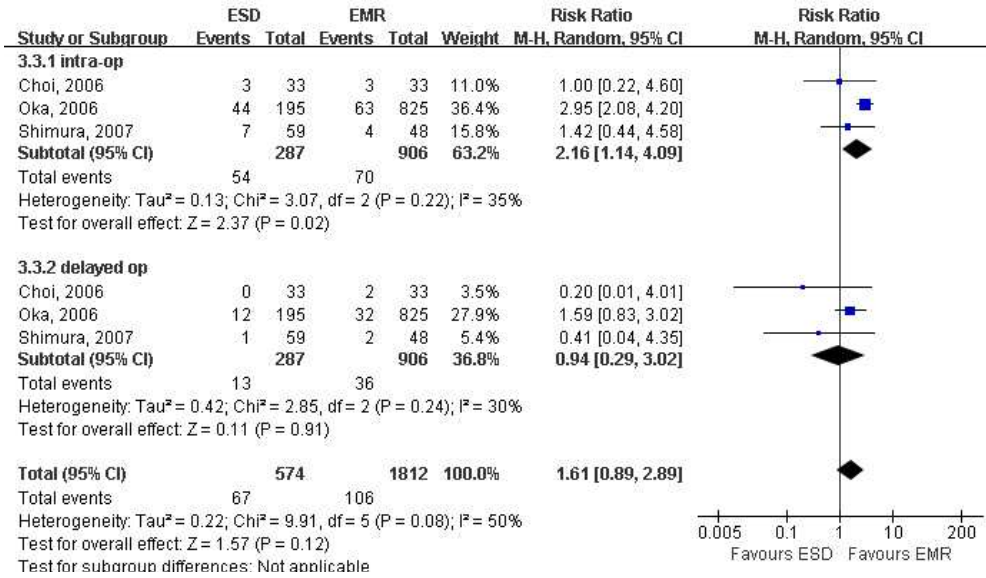 ESD EMR Risk Ratio Risk Ratio
Study or Subgroup Events Total Events Total Weight M-H, Random, 95% CI M-H, Random, 95% CI
3.3.1 intra-op
Choi, 2006 3 33 3 33 11.0% 1.00 [0.22, 4.60]
Oka, 2006 44 195 63 825 36.4% 2.95 [2.08, 4.20]
Shimura, 2007 7 59 4 48 15.8% 1.42 [0.44, 4.58]
Subtotal (95% CI) 287 906 63.2% 2.16 [1.14, 4.09]
Total events 54 70
Heterogeneity: Tau² = 0.13; Chi² = 3.07, df = 2 (P = 0.22); I² = 35%
Test for overall effect: Z = 2.37 (P = 0.02)
3.3.2 delayed op
Choi, 2006 0 33 2 33 3.5% 0.20 [0.01, 4.01]
Oka, 2006 12 195 32 825 27.9% 1.59 [0.83, 3.02]
Shimura, 2007 1 59 2 48 5.4% 0.41 [0.04, 4.35]
Subtotal (95% CI) 287 906 36.8% 0.94 [0.29, 3.02]
Total events 13 36
Heterogeneity: Tau² = 0.42; Chi² = 2.85, df = 2 (P = 0.24); I² = 30%
Test for overall effect: Z = 0.11 (P = 0.91)
Total (95% CI) 574 1812 100.0% 1.61 [0.89, 2.89]
Total events 67 106
Heterogeneity: Tau² = 0.22; Chi² = 9.91, df = 5 (P = 0.08); I² = 50%
Test for overall effect: Z = 1.57 (P = 0.12)
Test for subgroup differences: Not applicable
0.005 0.1 1 10 200
Favours ESD Favours EMR